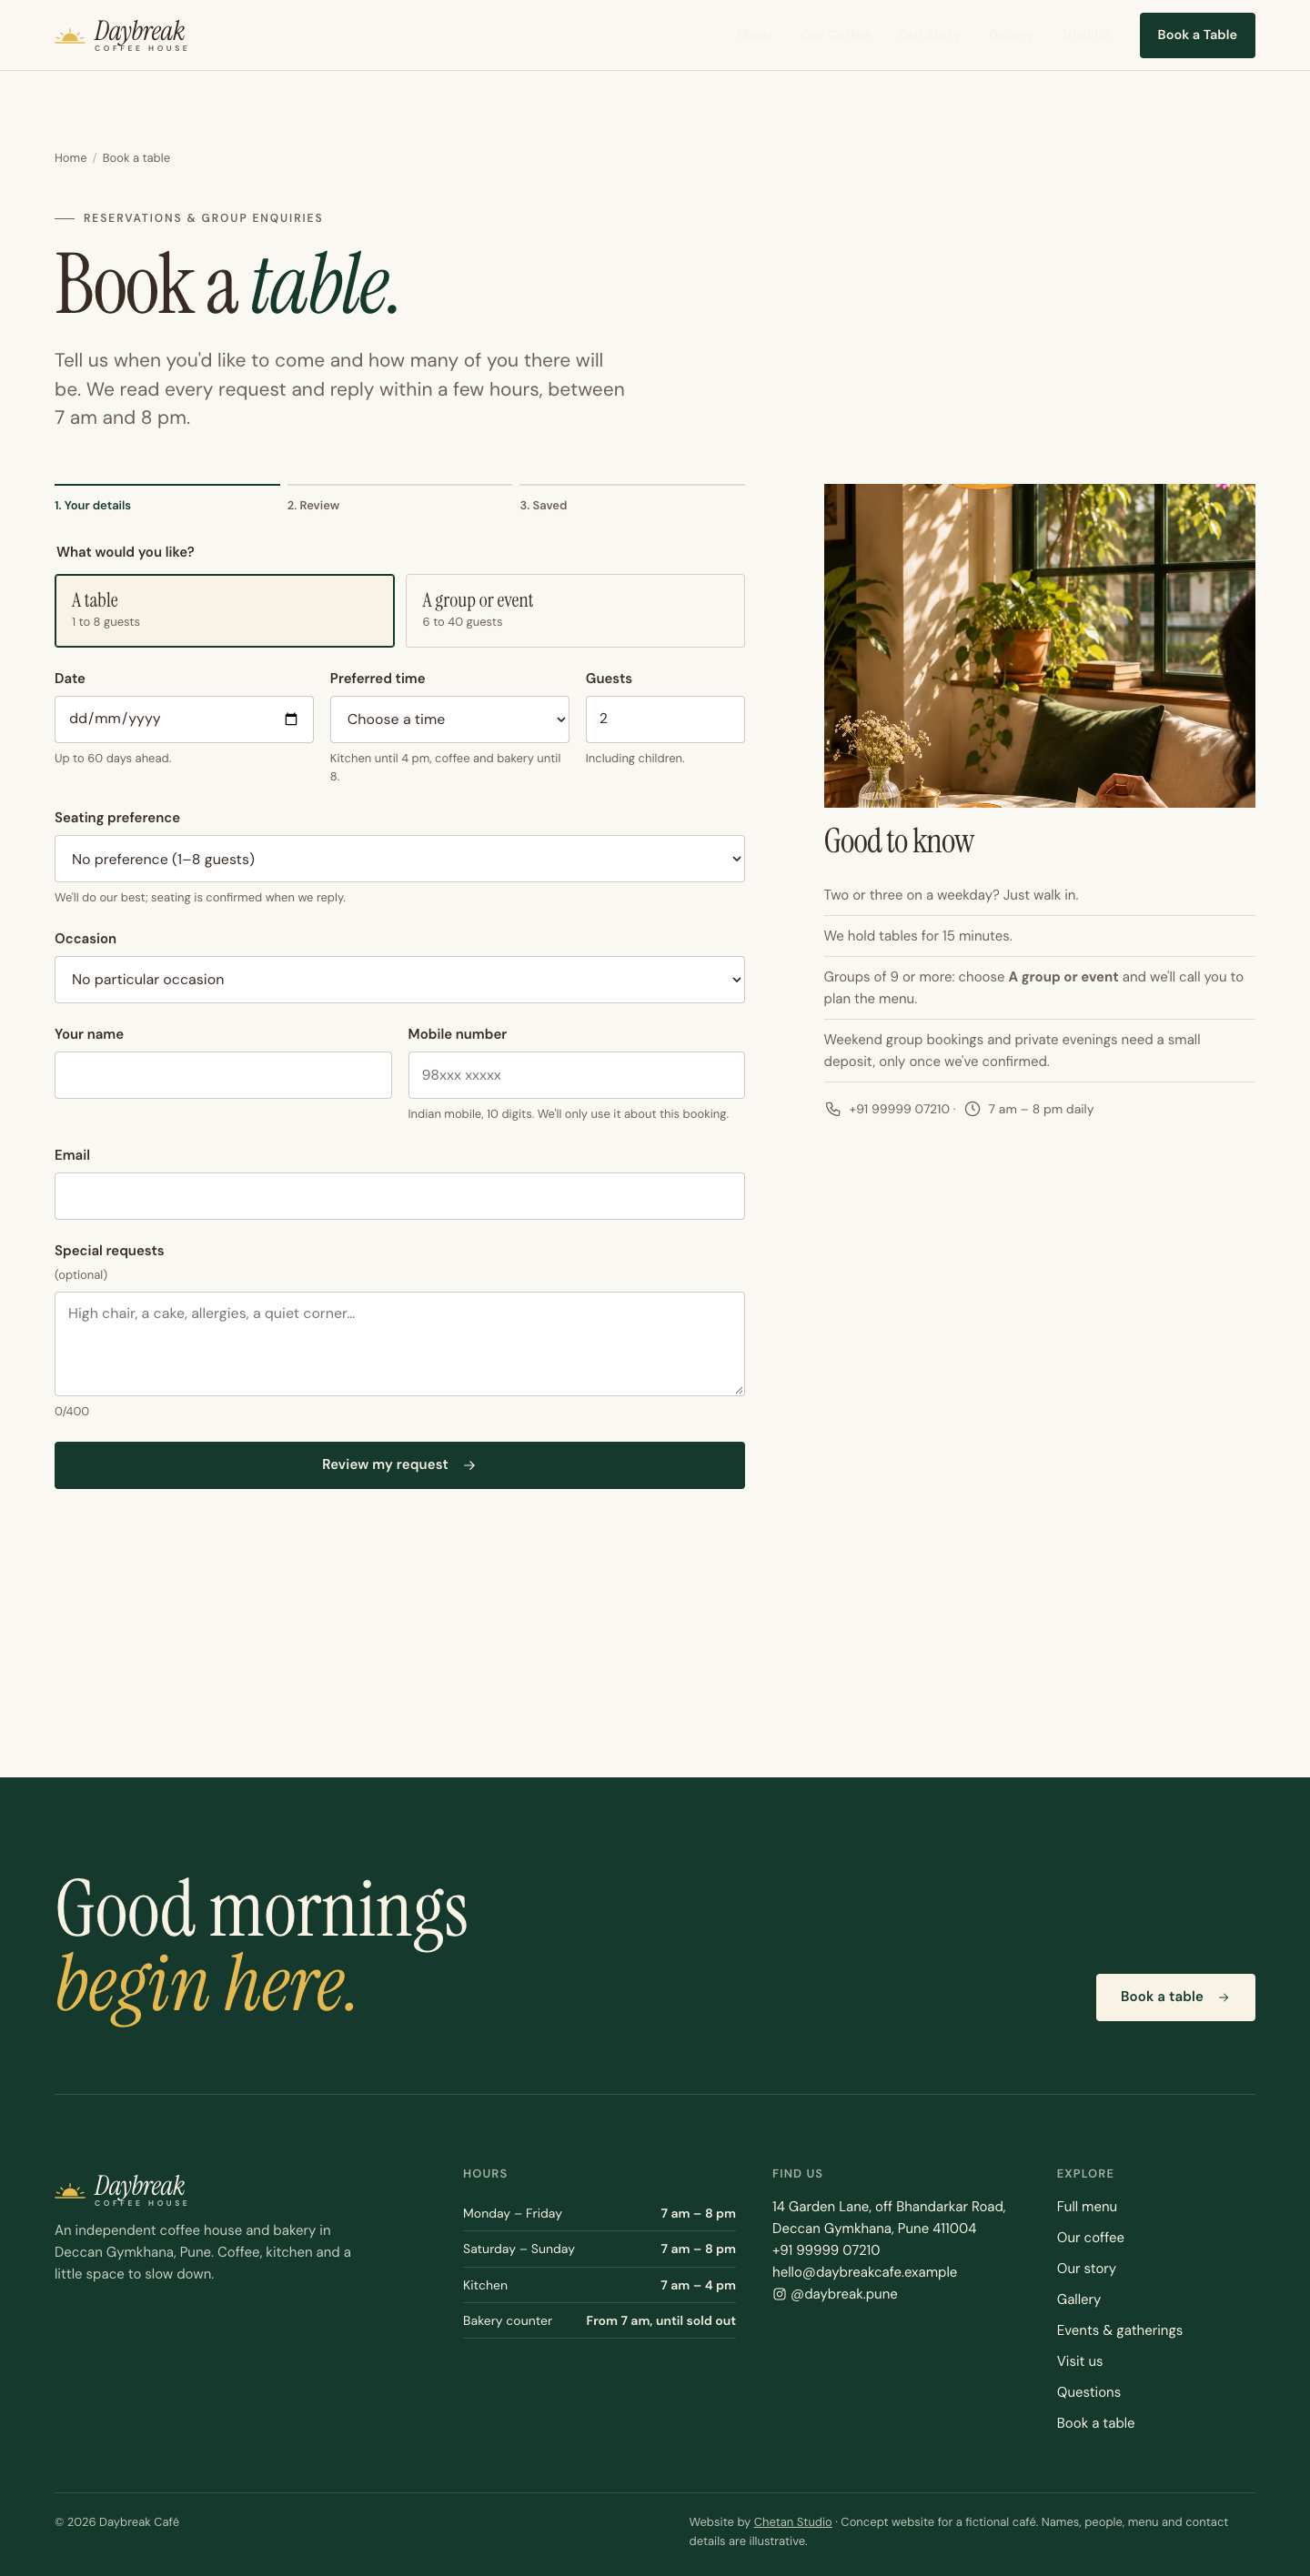 Daybreak
COFFEE HOUSE
Book a Table
Home / Book a table
RESERVATIONS & GROUP ENQUIRIES
Book a table.
Tell us when you'd like to come and how many of you there will
be. We read every request and reply within a few hours, between
7 am and 8 pm.
1. Your details
2. Review
3. Saved
What would you like?
A table
1 to 8 guests
A group or event
6 to 40 guests
Date
Preferred time
Guests
dd/mm/yyyy
Choose a time
2
Up to 60 days ahead.
Kitchen until 4 pm, coffee and bakery until
8.
Including children.
Seating preference
No preference (1–8 guests)
We'll do our best; seating is confirmed when we reply.
Occasion
No particular occasion
Your name
Mobile number
98xxx xxxxx
Indian mobile, 10 digits. We'll only use it about this booking.
Email
Special requests
(optional)
High chair, a cake, allergies, a quiet corner...
0/400
Review my request →
Good to know
Two or three on a weekday? Just walk in.
We hold tables for 15 minutes.
Groups of 9 or more: choose A group or event and we'll call you to
plan the menu.
Weekend group bookings and private evenings need a small
deposit, only once we've confirmed.
+91 99999 07210 · 7 am – 8 pm daily
Good mornings
begin here.
Book a table →
Daybreak
COFFEE HOUSE
An independent coffee house and bakery in
Deccan Gymkhana, Pune. Coffee, kitchen and a
little space to slow down.
HOURS
Monday – Friday 7 am – 8 pm
Saturday – Sunday 7 am – 8 pm
Kitchen 7 am – 4 pm
Bakery counter From 7 am, until sold out
FIND US
14 Garden Lane, off Bhandarkar Road,
Deccan Gymkhana, Pune 411004
+91 99999 07210
hello@daybreakcafe.example
@daybreak.pune
EXPLORE
Full menu
Our coffee
Our story
Gallery
Events & gatherings
Visit us
Questions
Book a table
© 2026 Daybreak Café
Website by Chetan Studio · Concept website for a fictional café. Names, people, menu and contact
details are illustrative.